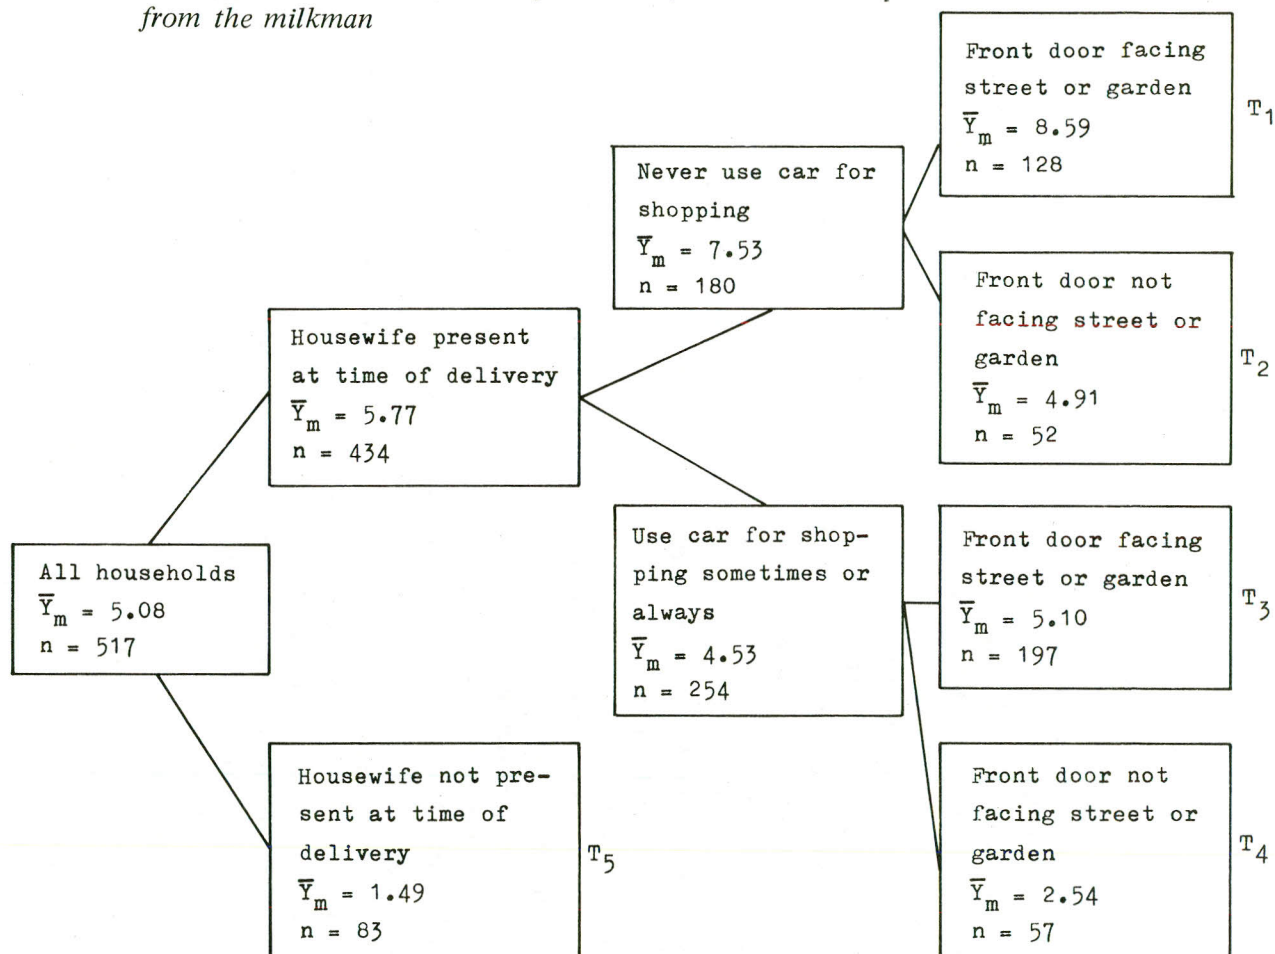 from the milkman
Front door facing
street or garden
Y̅m = 8.59
n = 128
T1
Never use car for
shopping
Y̅m = 7.53
n = 180
Front door not
facing street or
garden
Y̅m = 4.91
n = 52
T2
Housewife present
at time of delivery
Y̅m = 5.77
n = 434
Use car for shop-
ping sometimes or
always
Y̅m = 4.53
n = 254
Front door facing
street or garden
Y̅m = 5.10
n = 197
T3
All households
Y̅m = 5.08
n = 517
Housewife not pre-
sent at time of
delivery
Y̅m = 1.49
n = 83
T5
Front door not
facing street or
garden
Y̅m = 2.54
n = 57
T4